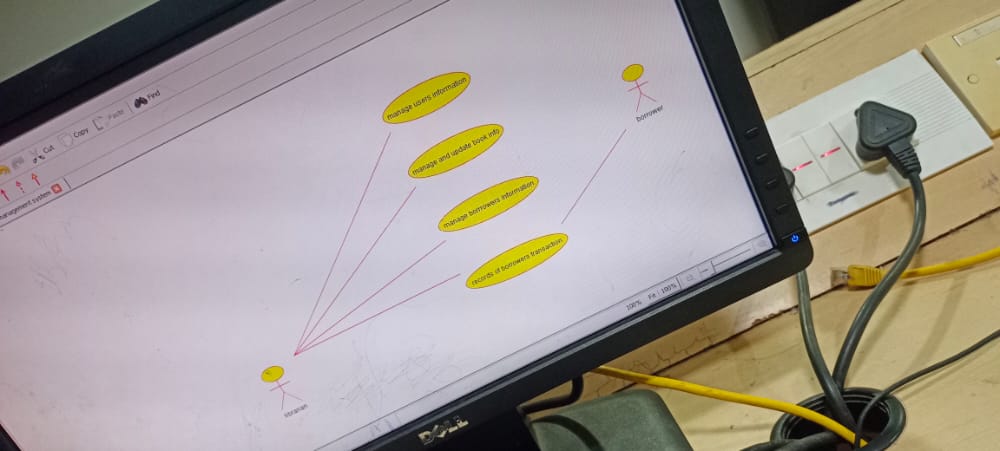 Cut
Copy
Paste
Find
management system
manage users information
manage and update book info
manage borrowers information
records of borrowers transaction
borrower
librarian
100%
Fit
100%
DELL